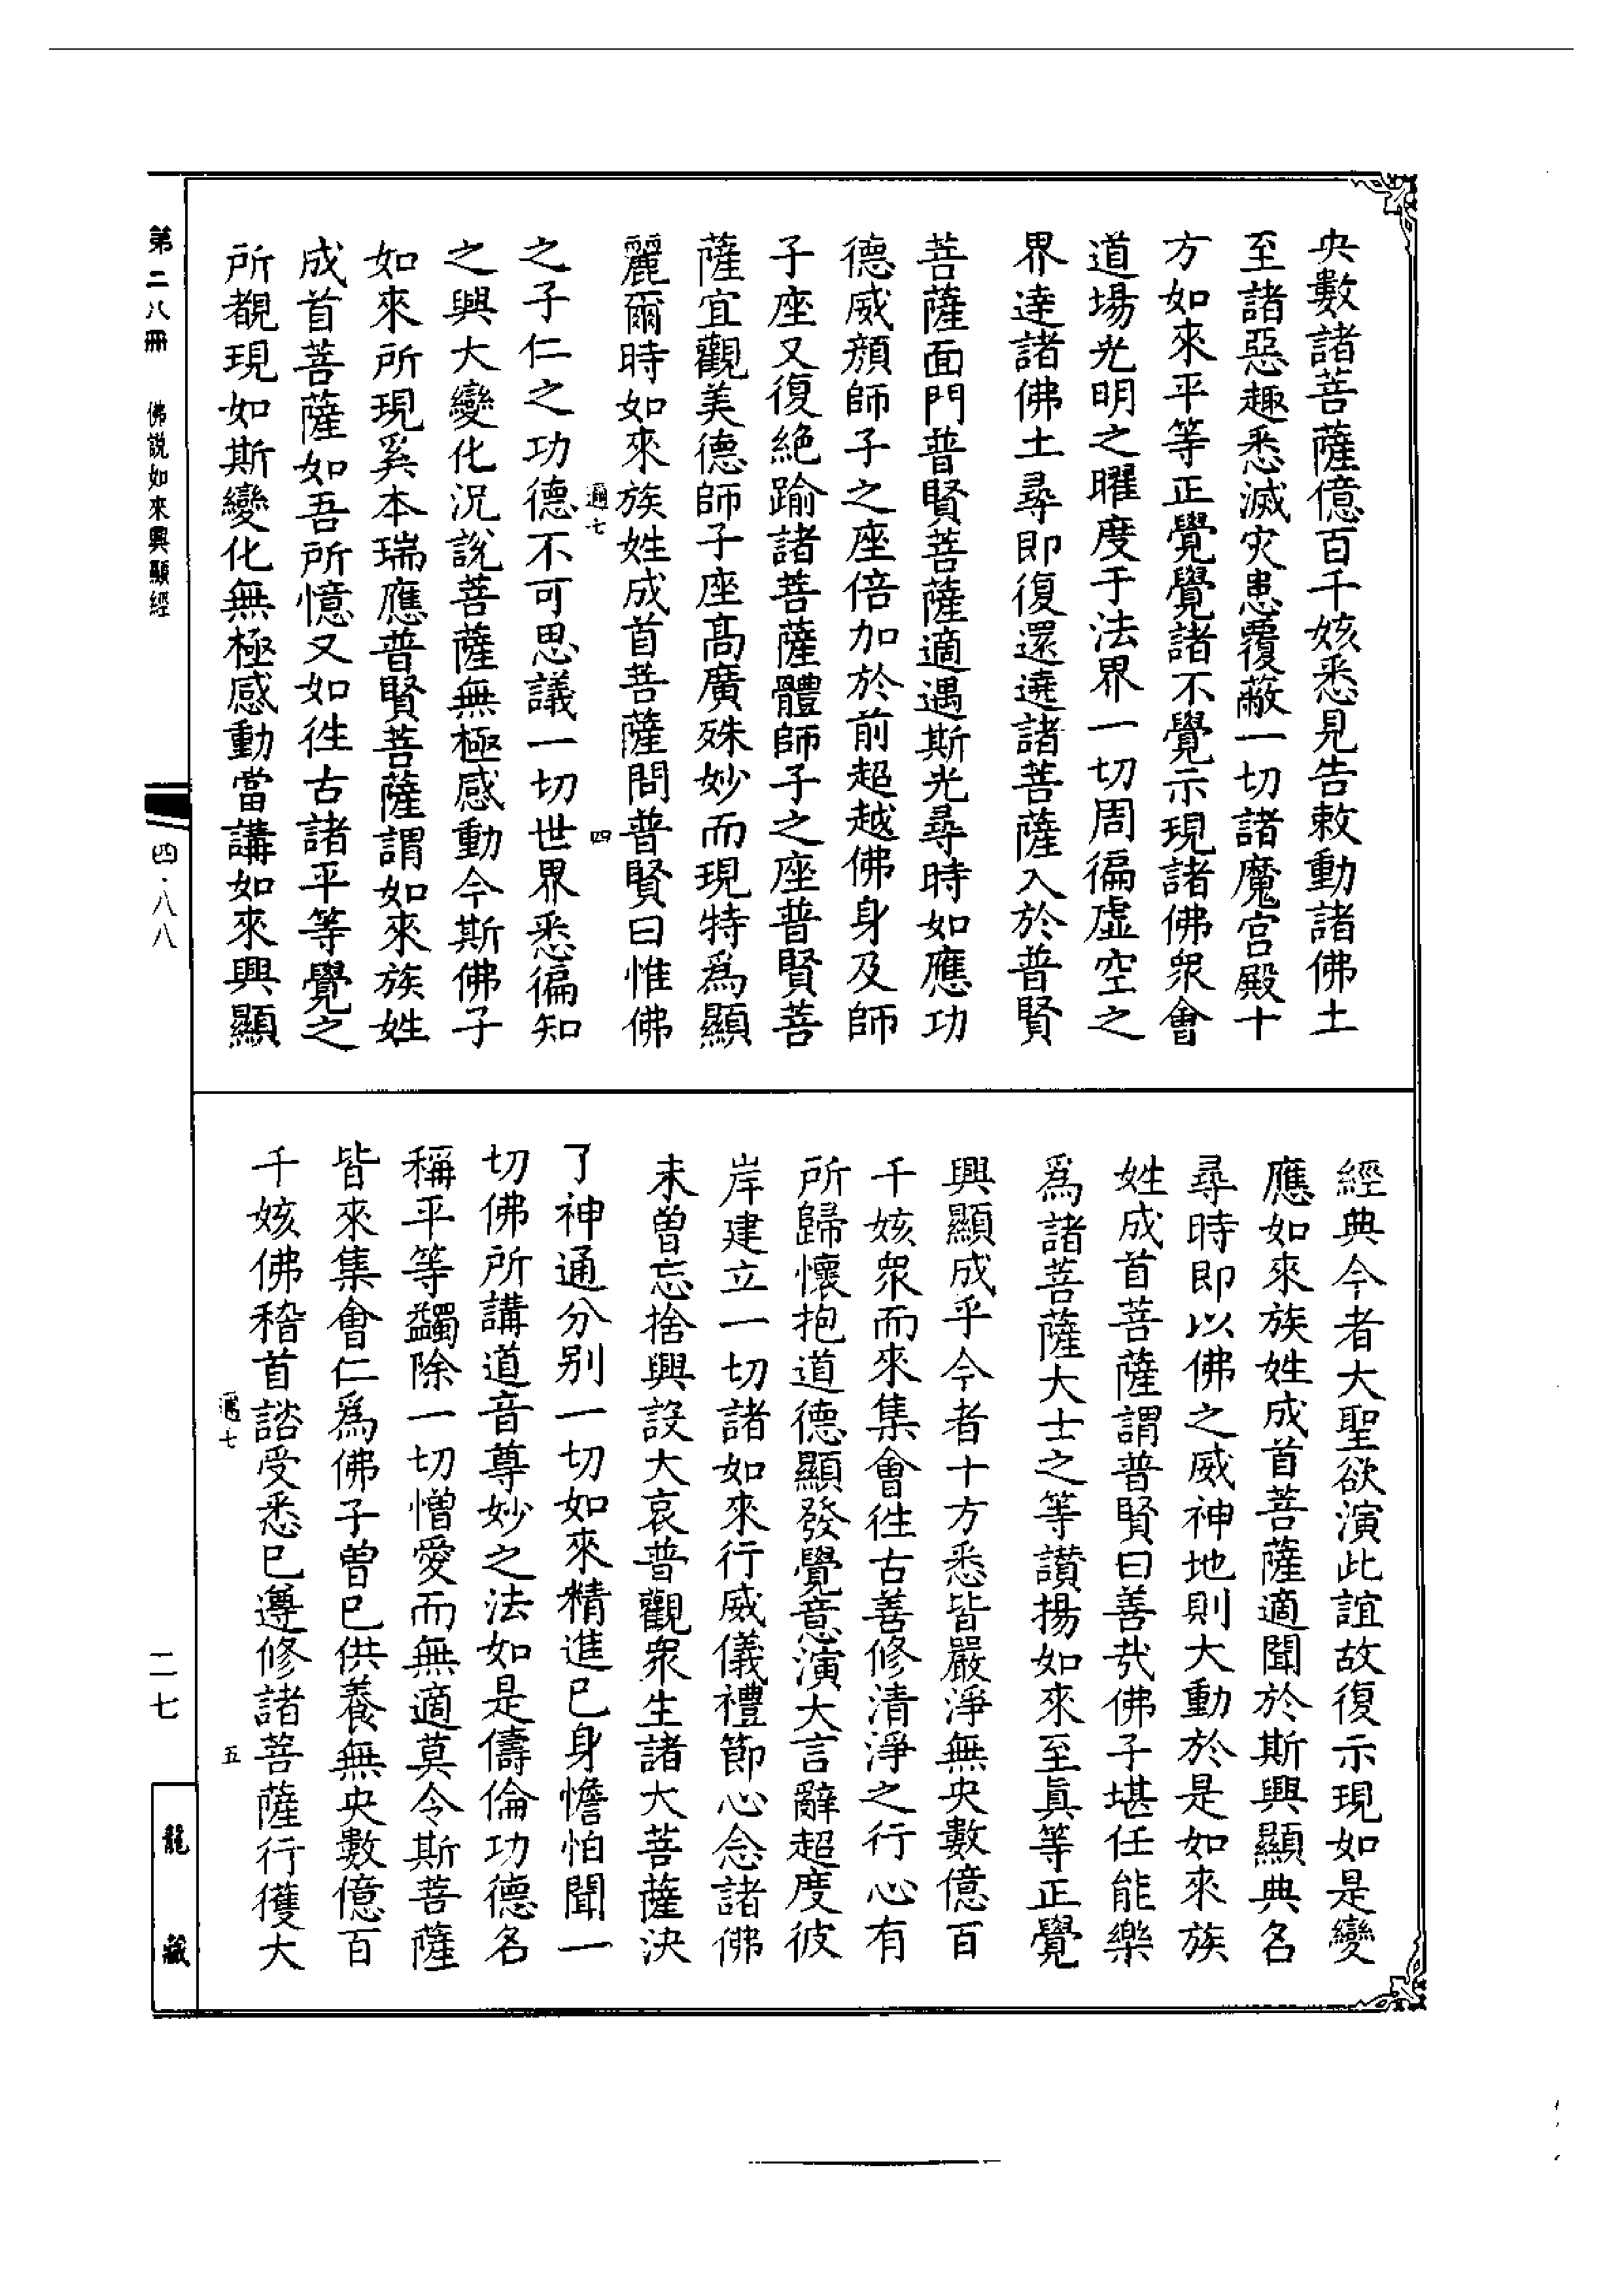 央數諸菩薩億百千姟悉見告敕動諸佛土
至諸惡趣悉滅灾患覆蔽一切諸魔宫殿十
方如來平等正覺覺諸不覺示現諸佛衆會
道場光明之曜度于法界一切周徧虚空之
界達諸佛土尋即復還遶諸菩薩入於普賢
菩薩面門普賢菩薩適遇斯光尋時如應功
德威顏師子之座倍加於前超越佛身及師
子座又復絶踰諸菩薩體師子之座普賢菩
薩宜觀美德師子座髙廣殊妙而現特爲顯
麗爾時如來族姓成首菩薩問普賢曰惟佛
遍七
四
之子仁之功德不可思議一切世界悉徧知
之興大變化況説菩薩無極感動今斯佛子
如來所現奚本瑞應普賢菩薩謂如來族姓
成首菩薩如吾所憶又如徃古諸平等覺之
所覩現如斯變化無極感動當講如來興顯
經典今者大聖欲演此誼故復示現如是變
應如來族姓成首菩薩適聞於斯興顯典名
尋時即以佛之威神地則大動於是如來族
姓成首菩薩謂普賢曰善哉佛子堪任能樂
爲諸菩薩大士之等讃揚如來至眞等正覺
興顯成乎今者十方悉皆嚴淨無央數億百
千姟衆而來集會徃古善修清淨之行心有
所歸懷抱道德顯發覺意演大言辭超度彼
岸建立一切諸如來行威儀禮節心念諸佛
未曽忘捨興設大哀普觀衆生諸大菩薩決
了神通分别一切如來精進已身憺怕聞一
切佛所講道音尊妙之法如是儔倫功德名
稱平等蠲除一切憎愛而無適莫令斯菩薩
皆來集會仁爲佛子曽已供養無央數億百
千姟佛稽首諮受悉已遵修諸菩薩行獲大
遍七
五
第二八冊 佛説如來興顯經
四·八八
二七
龍藏